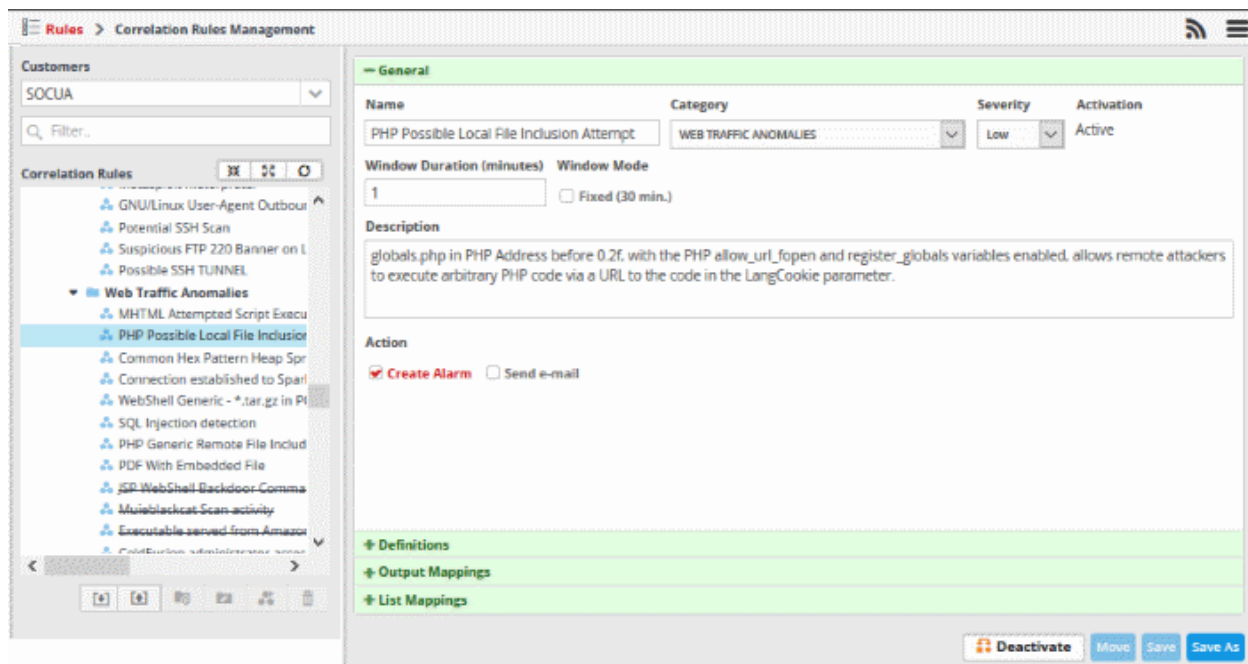 Rules > Correlation Rules Management
Customers
SOCUA
Filter..
Correlation Rules
GNU/Linux User-Agent Outbour
Potential SSH Scan
Suspicious FTP 220 Banner on L
Possible SSH TUNNEL
Web Traffic Anomalies
MHTML Attempted Script Execu
PHP Possible Local File Inclusion
Common Hex Pattern Heap Spr
Connection established to Spar
WebShell Generic - *.tar.gz in P
SQL Injection detection
PHP Generic Remote File Includ
PDF With Embedded File
JSP WebShell Backdoor Comma
Muieblackcat Scan activity
Executable served from Amazon
General
Name
Category
Severity
Activation
PHP Possible Local File Inclusion Attempt
WEB TRAFFIC ANOMALIES
Low
Active
Window Duration (minutes)
Window Mode
1
Fixed (30 min.)
Description
globals.php in PHP Address before 0.2f, with the PHP allow_url_fopen and register_globals variables enabled, allows remote attackers
to execute arbitrary PHP code via a URL to the code in the LangCookie parameter.
Action
Create Alarm
Send e-mail
Definitions
Output Mappings
List Mappings
Deactivate
Move
Save
Save As